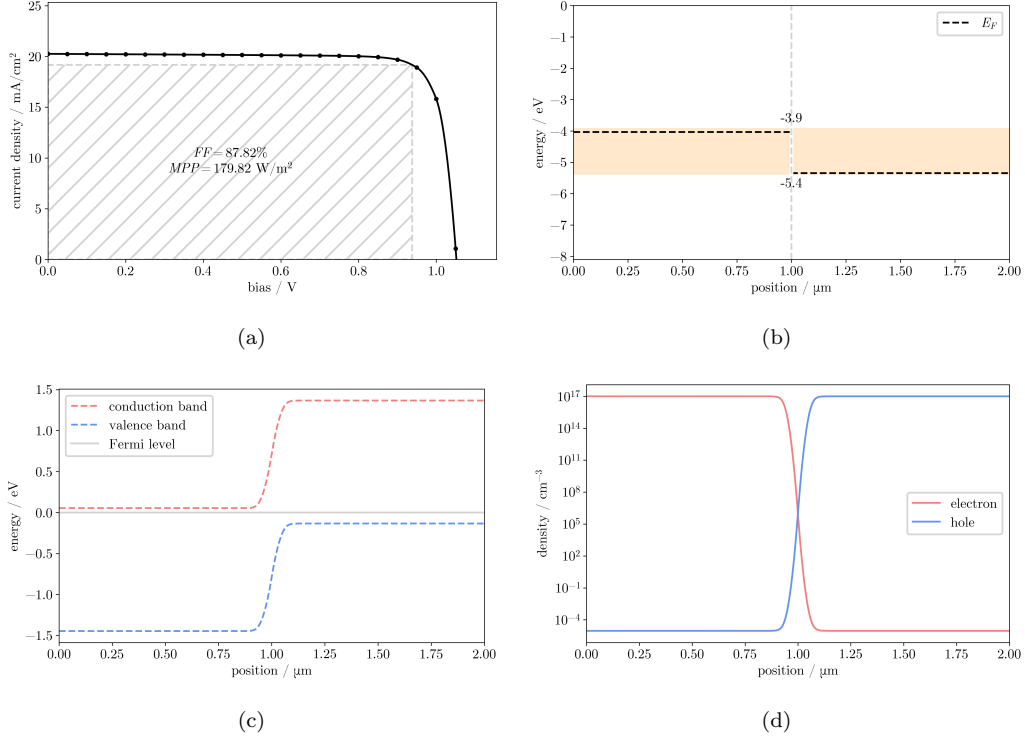 25
20
15
10
5
0
current density / mA/cm²
FF = 87.82%
MPP = 179.82 W/m²
0.0 0.2 0.4 0.6 0.8 1.0
bias / V
(a)
0
−1
−2
−3
−4
−5
−6
−7
−8
energy / eV
E_F
-3.9
-5.4
0.00 0.25 0.50 0.75 1.00 1.25 1.50 1.75 2.00
position / µm
(b)
1.5
1.0
0.5
0.0
−0.5
−1.0
−1.5
energy / eV
conduction band
valence band
Fermi level
0.00 0.25 0.50 0.75 1.00 1.25 1.50 1.75 2.00
position / µm
(c)
10¹⁷
10¹⁴
10¹¹
10⁸
10⁵
10²
10⁻¹
10⁻⁴
density / cm⁻³
electron
hole
0.00 0.25 0.50 0.75 1.00 1.25 1.50 1.75 2.00
position / µm
(d)